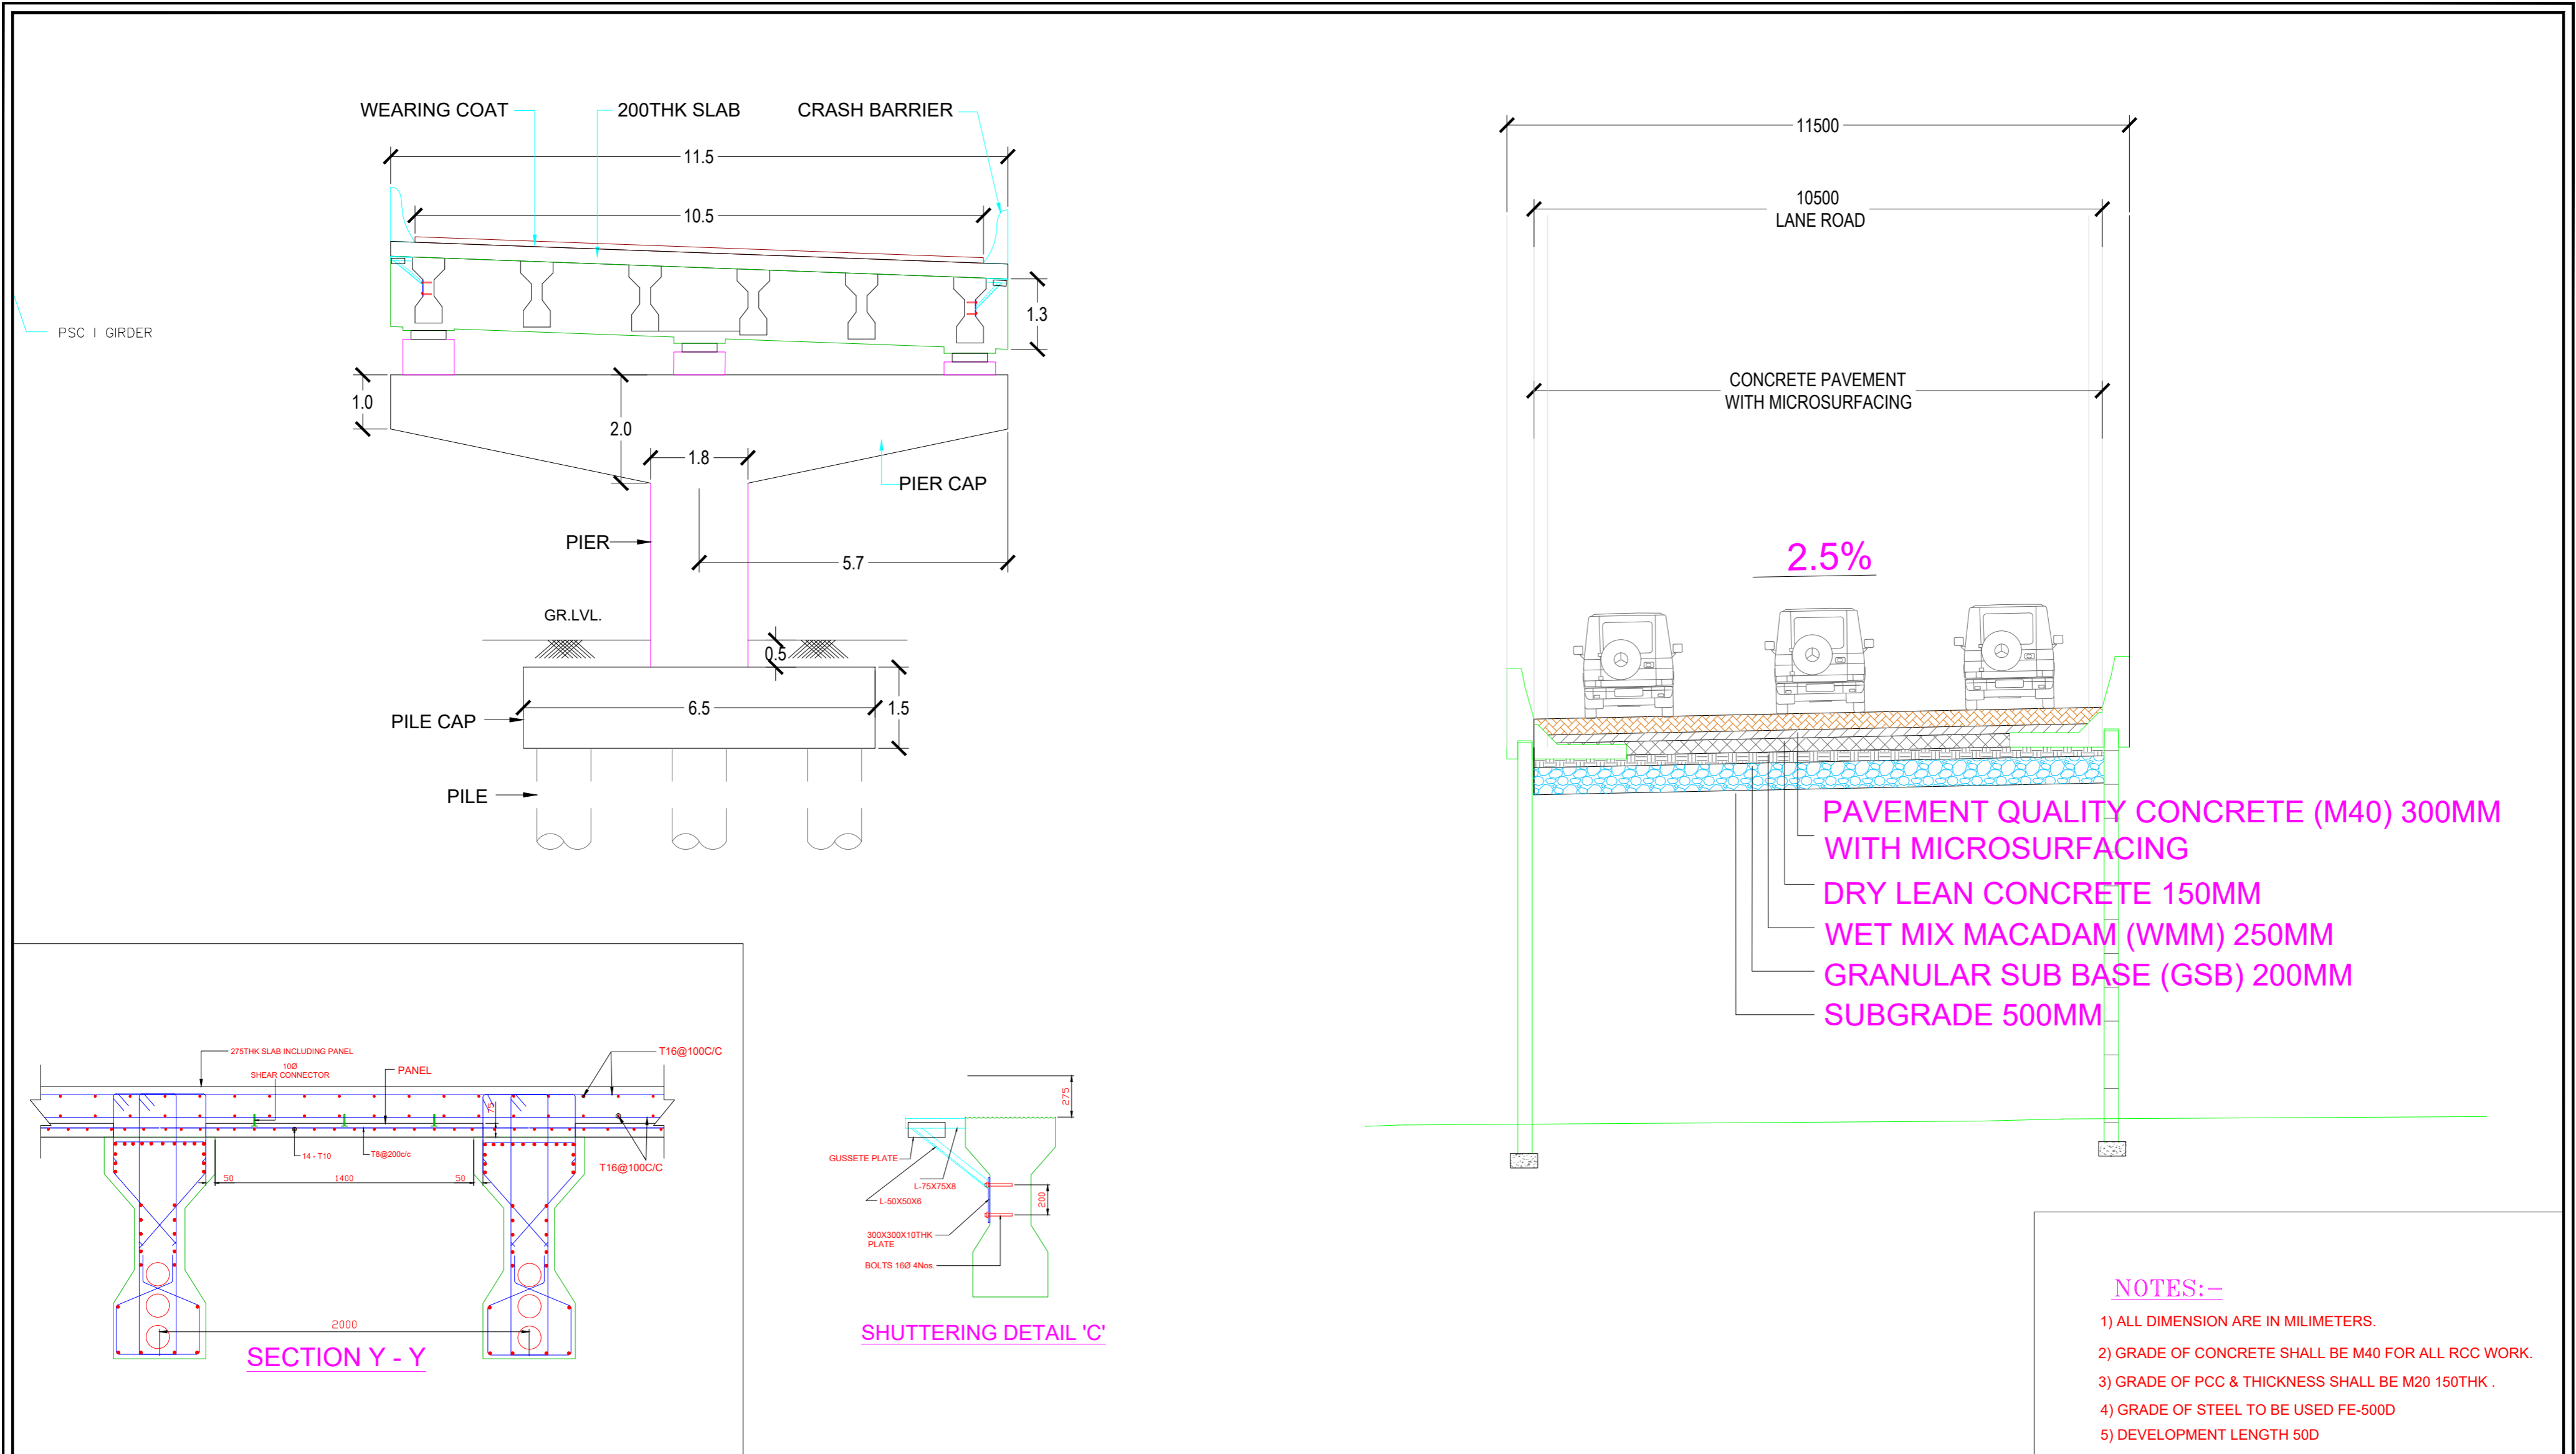 WEARING COAT
200THK SLAB
CRASH BARRIER
11.5
10.5
1.3
PSC I GIRDER
1.0
2.0
1.8
PIER CAP
PIER
5.7
GR.LVL.
0.5
6.5
1.5
PILE CAP
PILE
11500
10500
LANE ROAD
CONCRETE PAVEMENT
WITH MICROSURFACING
2.5%
PAVEMENT QUALITY CONCRETE (M40) 300MM
WITH MICROSURFACING
DRY LEAN CONCRETE 150MM
WET MIX MACADAM (WMM) 250MM
GRANULAR SUB BASE (GSB) 200MM
SUBGRADE 500MM
275THK SLAB INCLUDING PANEL
10Ø
SHEAR CONNECTOR
PANEL
T16@100C/C
75
14 - T10
T8@200c/c
T16@100C/C
50
1400
50
2000
SECTION Y - Y
275
GUSSETE PLATE
L-75X75X8
L-50X50X6
200
300X300X10THK
PLATE
BOLTS 16Ø 4Nos.
SHUTTERING DETAIL 'C'
NOTES:-
1) ALL DIMENSION ARE IN MILIMETERS.
2) GRADE OF CONCRETE SHALL BE M40 FOR ALL RCC WORK.
3) GRADE OF PCC & THICKNESS SHALL BE M20 150THK .
4) GRADE OF STEEL TO BE USED FE-500D
5) DEVELOPMENT LENGTH 50D